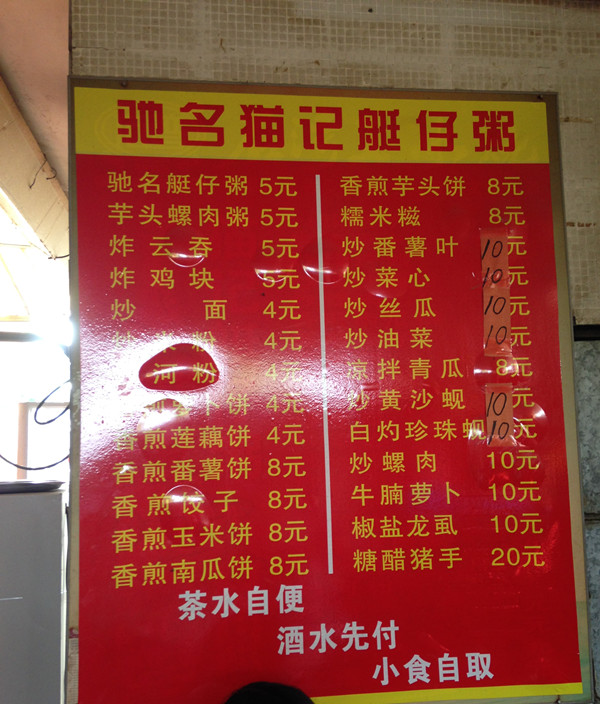 驰名猫记艇仔粥
驰名艇仔粥 5元
芋头螺肉粥 5元
炸云吞 5元
炸鸡块 5元
炒面 4元
粉 4元
河粉 4元
卜饼 4元
香煎莲藕饼 4元
香煎番薯饼 8元
香煎饺子 8元
香煎玉米饼 8元
香煎南瓜饼 8元
香煎芋头饼 8元
糯米糍 8元
炒番薯叶 10元
炒菜心 10元
炒丝瓜 10元
炒油菜 10元
凉拌青瓜 8元
炒黄沙蚬 10元
白灼珍珠蚬 10元
炒螺肉 10元
牛腩萝卜 10元
椒盐龙虱 10元
糖醋猪手 20元
茶水自便
酒水先付
小食自取